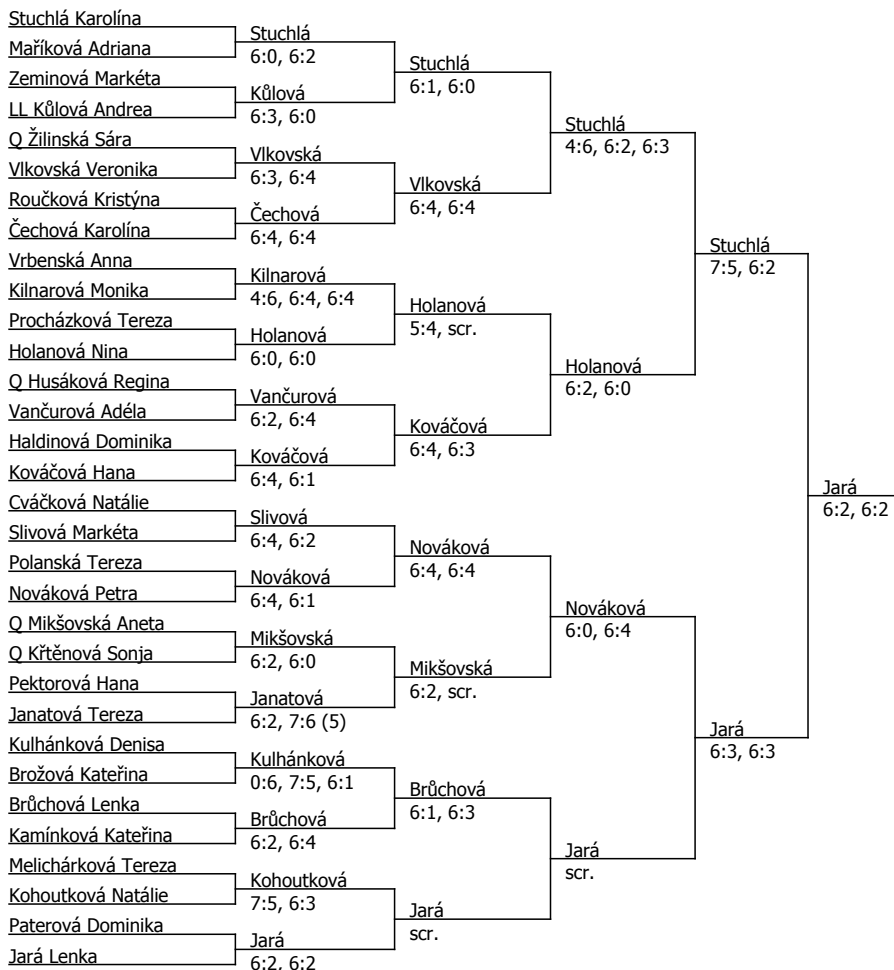 Stuchlá Karolína
Maříková Adriana
Zeminová Markéta
LL Kůlová Andrea
Q Žilinská Sára
Vlkovská Veronika
Roučková Kristýna
Čechová Karolína
Vrbenská Anna
Kilnarová Monika
Procházková Tereza
Holanová Nina
Q Husáková Regina
Vančurová Adéla
Haldinová Dominika
Kováčová Hana
Cváčková Natálie
Slivová Markéta
Polanská Tereza
Nováková Petra
Q Mikšovská Aneta
Q Křtěnová Sonja
Pektorová Hana
Janatová Tereza
Kulhánková Denisa
Brožová Kateřina
Brůchová Lenka
Kamínková Kateřina
Melichárková Tereza
Kohoutková Natálie
Paterová Dominika
Jará Lenka
Stuchlá
6:0, 6:2
Kůlová
6:3, 6:0
Vlkovská
6:3, 6:4
Čechová
6:4, 6:4
Kilnarová
4:6, 6:4, 6:4
Holanová
6:0, 6:0
Vančurová
6:2, 6:4
Kováčová
6:4, 6:1
Slivová
6:4, 6:2
Nováková
6:4, 6:1
Mikšovská
6:2, 6:0
Janatová
6:2, 7:6 (5)
Kulhánková
0:6, 7:5, 6:1
Brůchová
6:2, 6:4
Kohoutková
7:5, 6:3
Jará
6:2, 6:2
Stuchlá
6:1, 6:0
Vlkovská
6:4, 6:4
Holanová
5:4, scr.
Kováčová
6:4, 6:3
Nováková
6:4, 6:4
Mikšovská
6:2, scr.
Brůchová
6:1, 6:3
Jará
scr.
Stuchlá
4:6, 6:2, 6:3
Holanová
6:2, 6:0
Nováková
6:0, 6:4
Jará
scr.
Stuchlá
7:5, 6:2
Jará
6:3, 6:3
Jará
6:2, 6:2